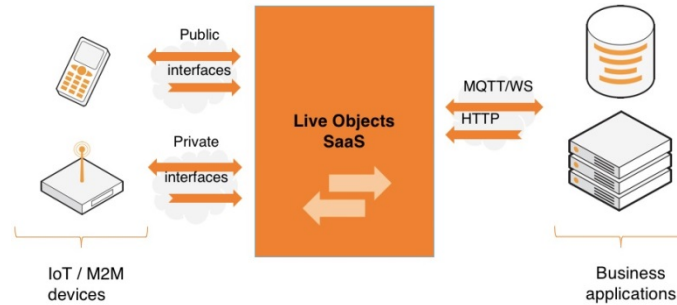 Public
interfaces
Private
interfaces
IoT / M2M
devices
Live Objects
SaaS
MQTT/WS
HTTP
Business
applications